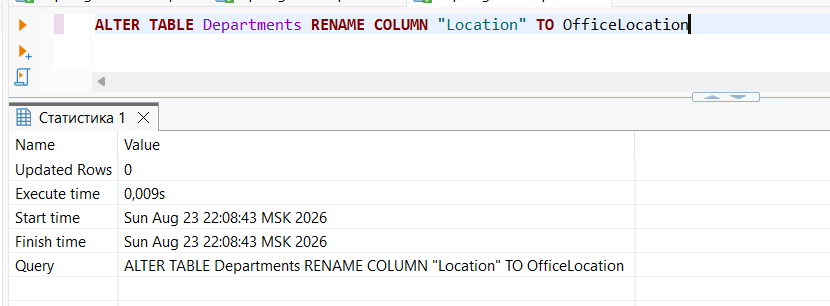 ALTER TABLE Departments RENAME COLUMN "Location" TO OfficeLocation
Статистика 1
Name Value
Updated Rows 0
Execute time 0,009s
Start time Sun Aug 23 22:08:43 MSK 2026
Finish time Sun Aug 23 22:08:43 MSK 2026
Query ALTER TABLE Departments RENAME COLUMN "Location" TO OfficeLocation